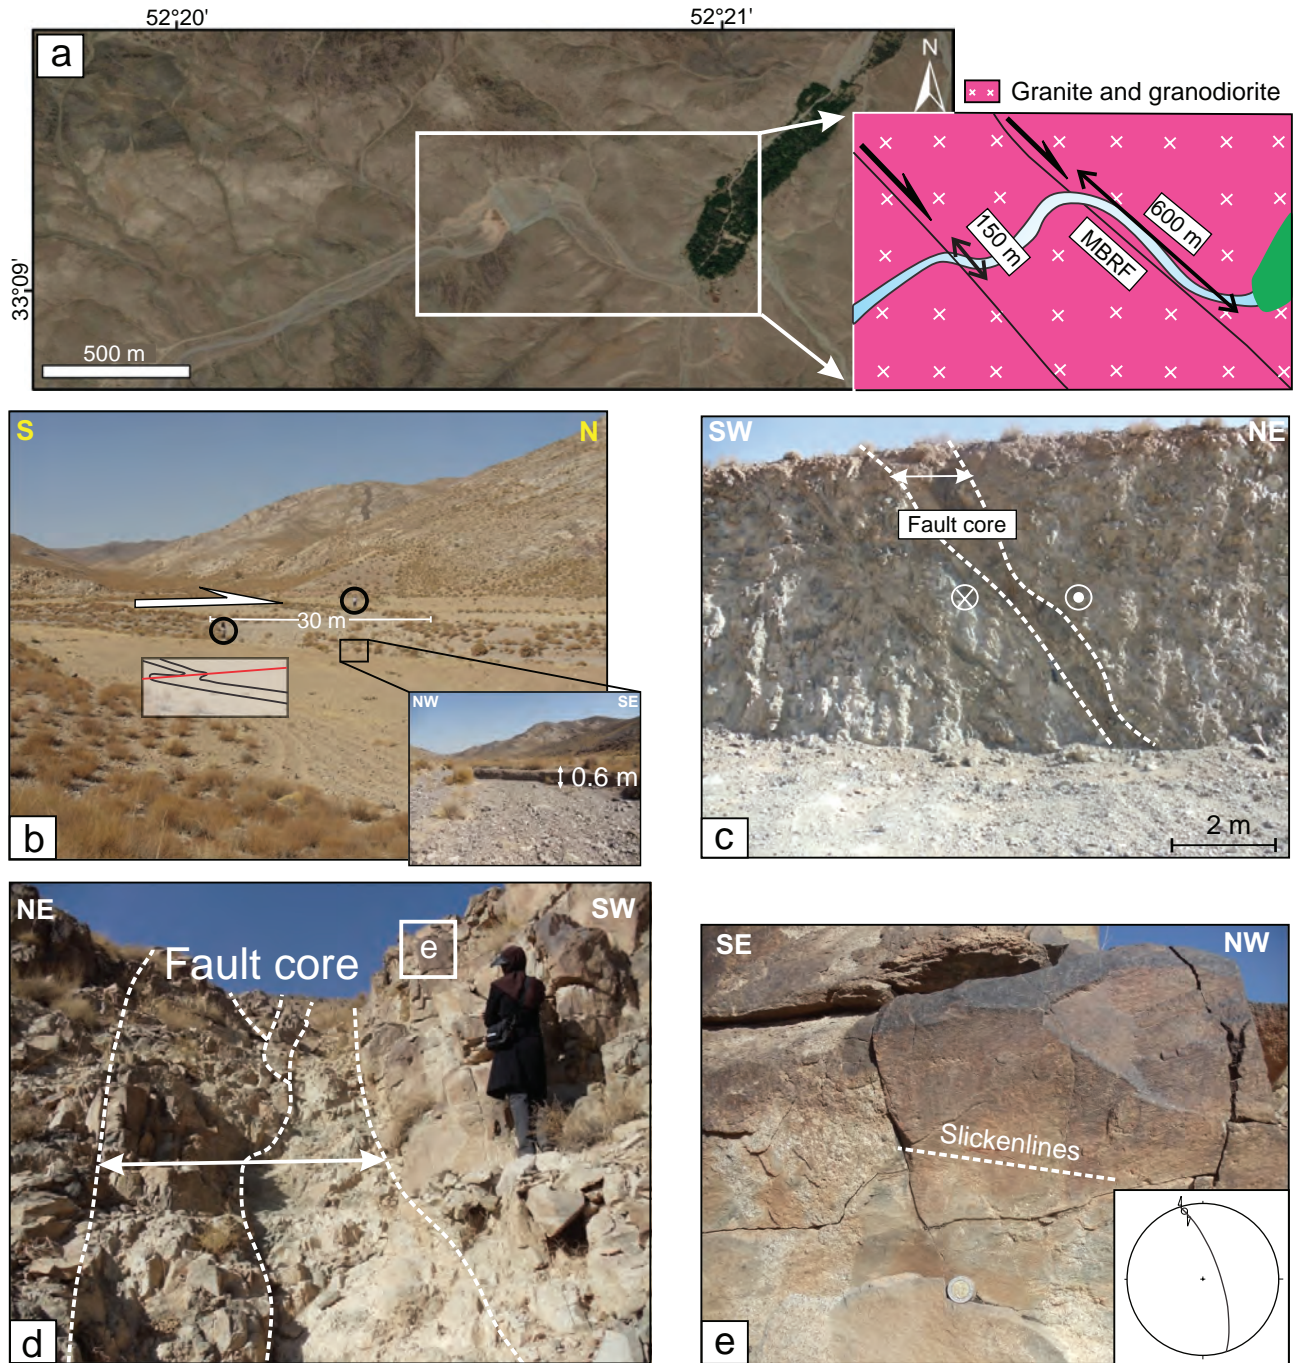 52°20'
52°21'
a
N
33°09'
500 m
Granite and granodiorite
150 m
600 m
MBRF
S
N
30 m
NW
SE
0.6 m
b
SW
NE
Fault core
2 m
c
NE
SW
Fault core
e
d
SE
NW
Slickenlines
e